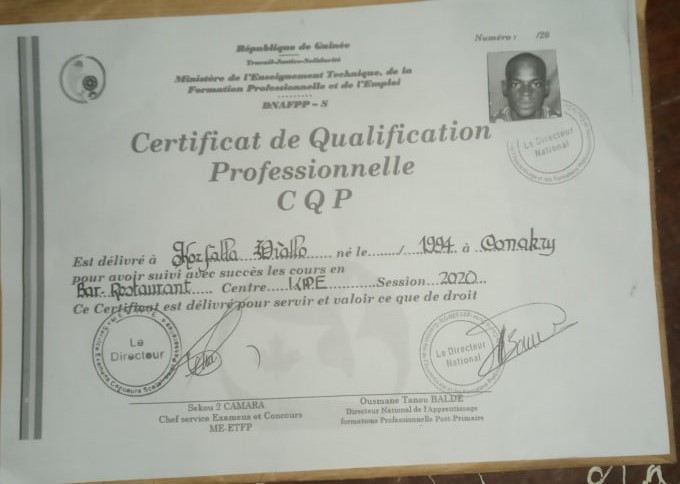 République de Guinée
Travail-Justice-Solidarité
Numéro : /20
Ministère de l'Enseignement Technique, de la
Formation Professionnelle et de l'Emploi
DNAFPP - S
Certificat de Qualification
Professionnelle
C Q P
Le Directeur
National
Est délivré à Korfalla Diallo né le / 1994 à Conakry
pour avoir suivi avec succès les cours en
Bar-Restaurant Centre KIPE Session 2020
Ce Certificat est délivré pour servir et valoir ce que de droit
Le
Directeur
Le Directeur
National
Sekou 2 CAMARA
Chef service Examens et Concours
ME-ETFP
Ousmane Tanou BALDE
Directeur National de l'Apprentissage
formations Professionnelle Post-Primaire